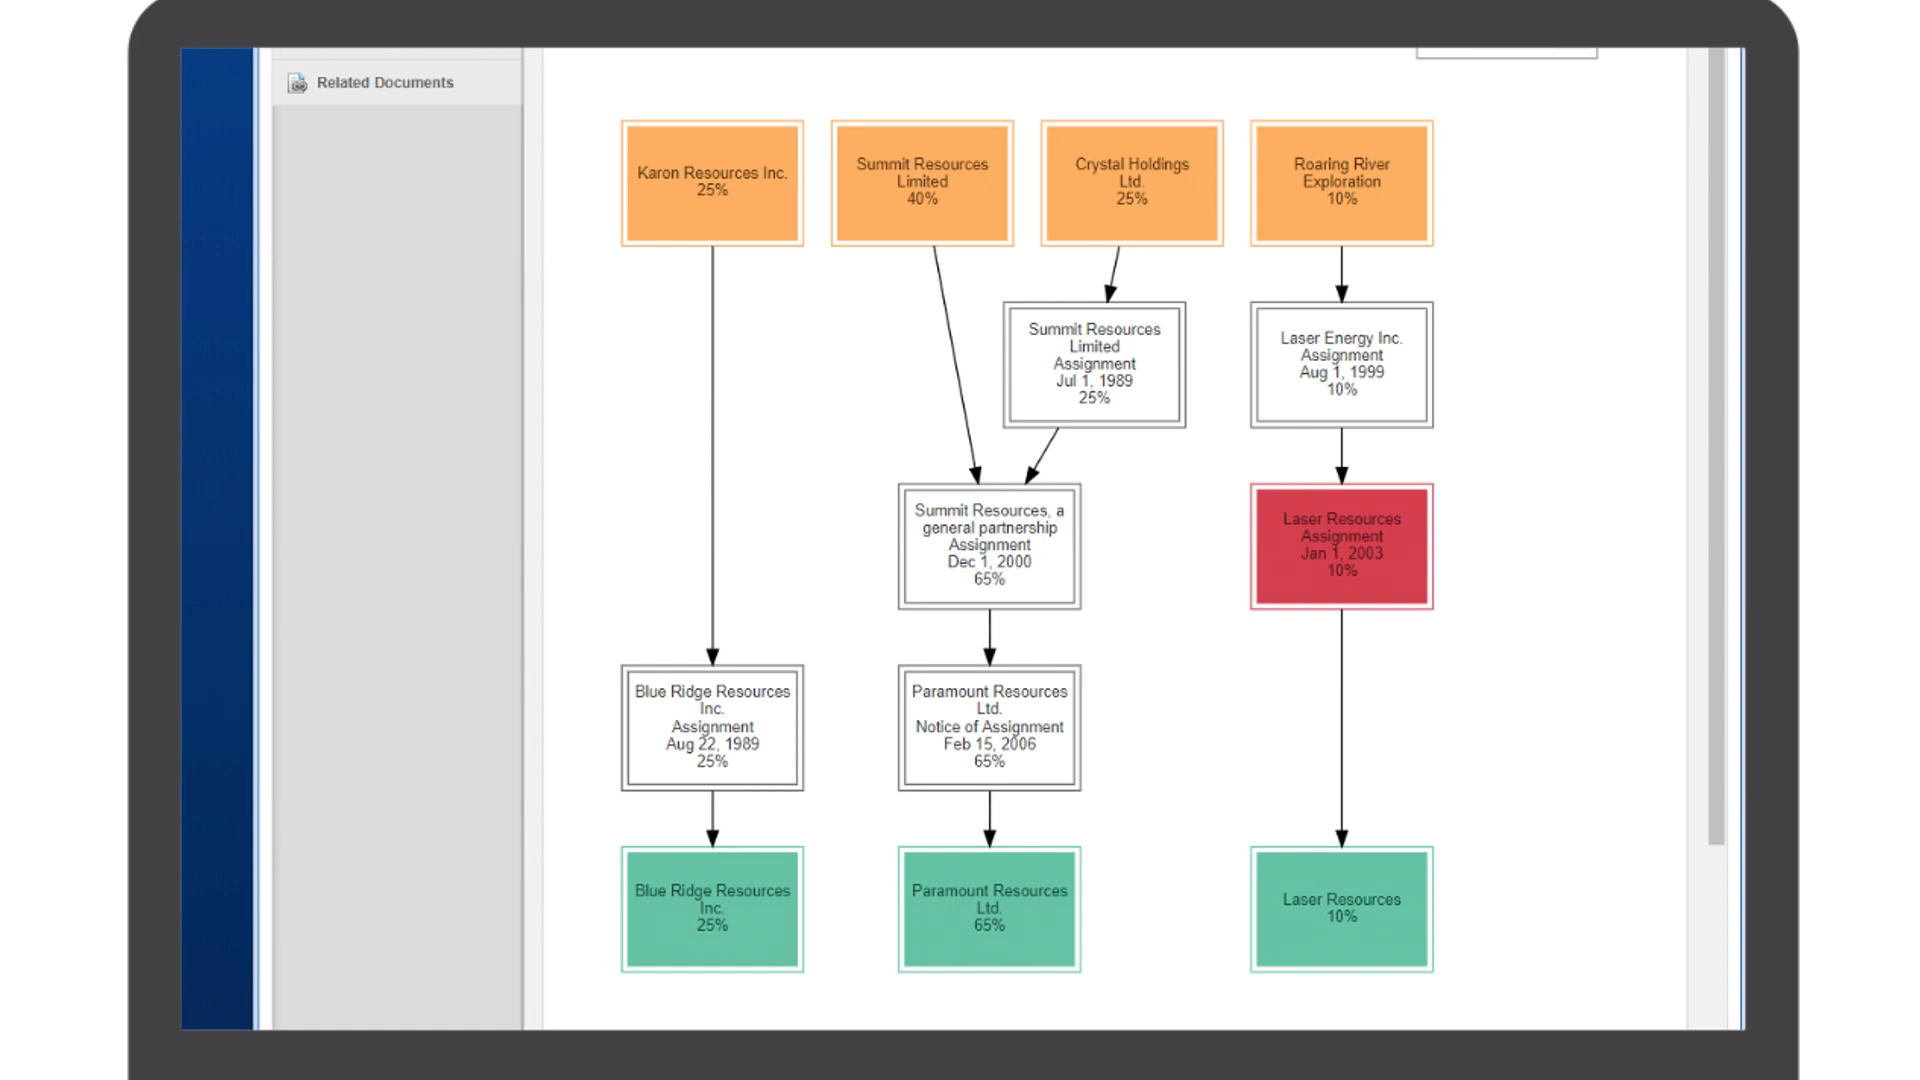 Related Documents
Karon Resources Inc.
25%
Summit Resources
Limited
40%
Crystal Holdings
Ltd.
25%
Roaring River
Exploration
10%
Summit Resources
Limited
Assignment
Jul 1, 1989
25%
Laser Energy Inc.
Assignment
Aug 1, 1999
10%
Summit Resources, a
general partnership
Assignment
Dec 1, 2000
65%
Laser Resources
Assignment
Jan 1, 2003
10%
Blue Ridge Resources
Inc.
Assignment
Aug 22, 1989
25%
Paramount Resources
Ltd.
Notice of Assignment
Feb 15, 2006
65%
Blue Ridge Resources
Inc.
25%
Paramount Resources
Ltd.
65%
Laser Resources
10%